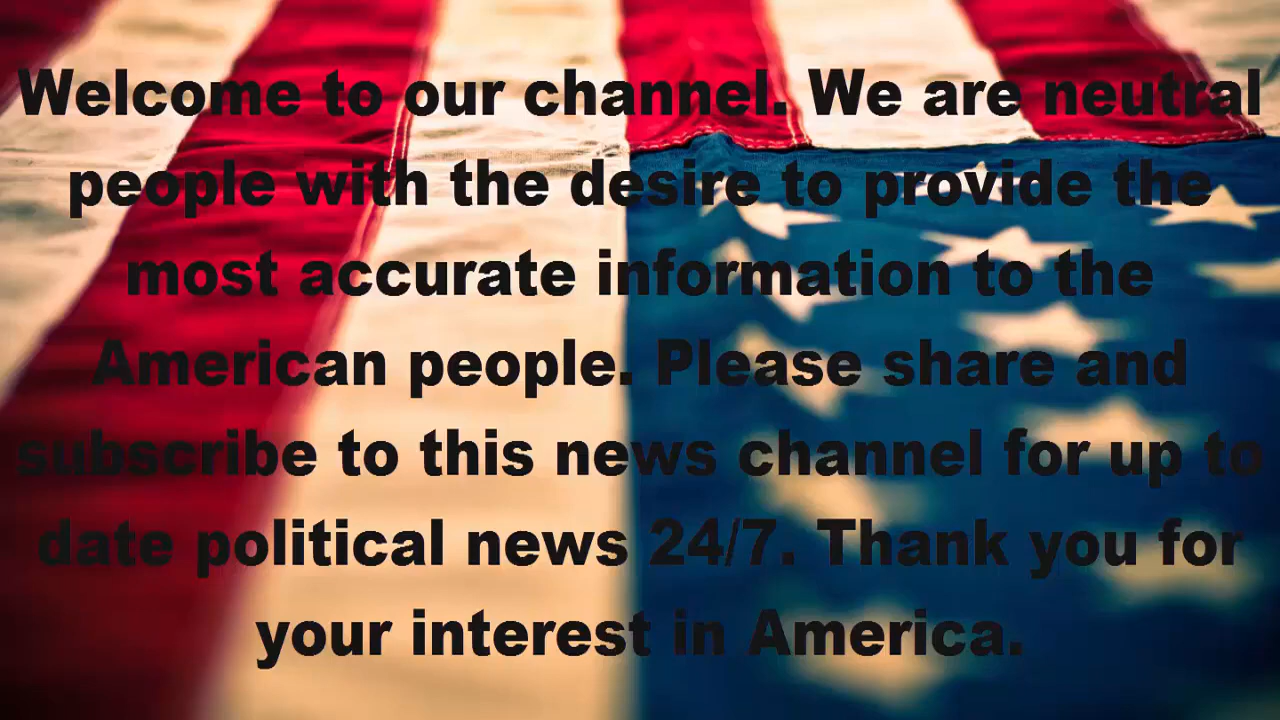 Welcome to our channel. We are neutral
people with the desire to provide the
most accurate information to the
American people. Please share and
subscribe to this news channel for up to
date political news 24/7. Thank you for
your interest in America.